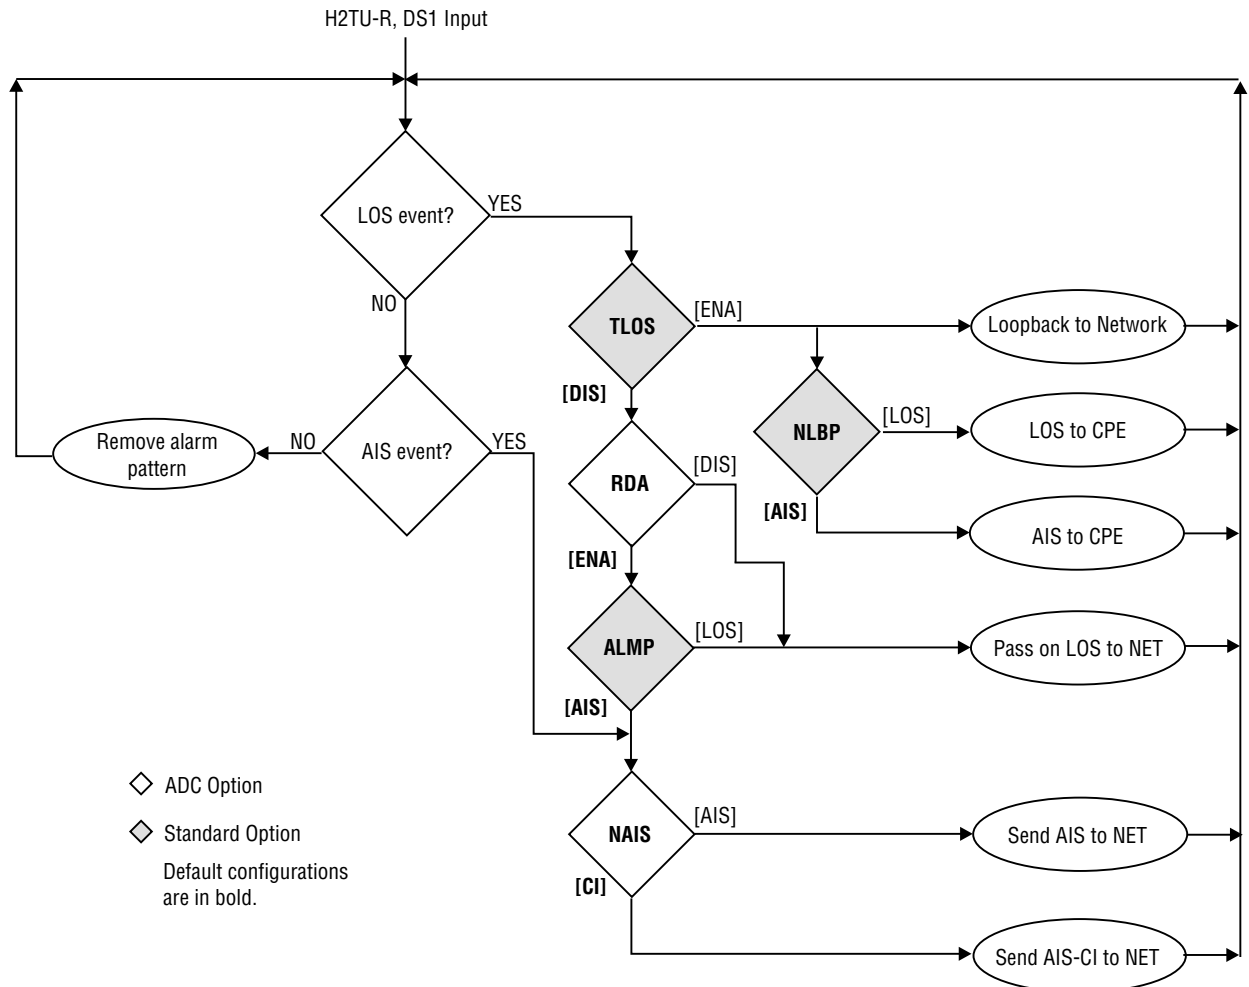 H2TU-R, DS1 Input
LOS event?
YES
NO
TLOS
[ENA]
Loopback to Network
[DIS]
NLBP
[LOS]
LOS to CPE
Remove alarm
pattern
NO
AIS event?
YES
RDA
[DIS]
[AIS]
AIS to CPE
[ENA]
ALMP
[LOS]
Pass on LOS to NET
[AIS]
ADC Option
Standard Option
Default configurations
are in bold.
NAIS
[AIS]
Send AIS to NET
[CI]
Send AIS-CI to NET